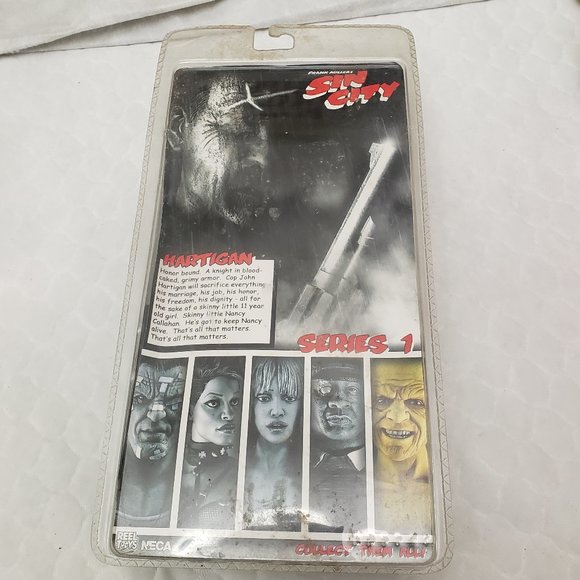 FRANK MILLER'S
SIN
CITY
HARTIGAN
Honor bound. A knight in blood-
caked, grimy armor. Cop John
Hartigan will sacrifice everything
his marriage, his job, his honor,
his freedom, his dignity - all for
the sake of a skinny little 11 year
old girl. Skinny little Nancy
Callahan. He's got to keep Nancy
alive. That's all that matters.
That's all that matters.
SERIES 1
REEL
TOYS NECA
COLLECT THEM ALL!